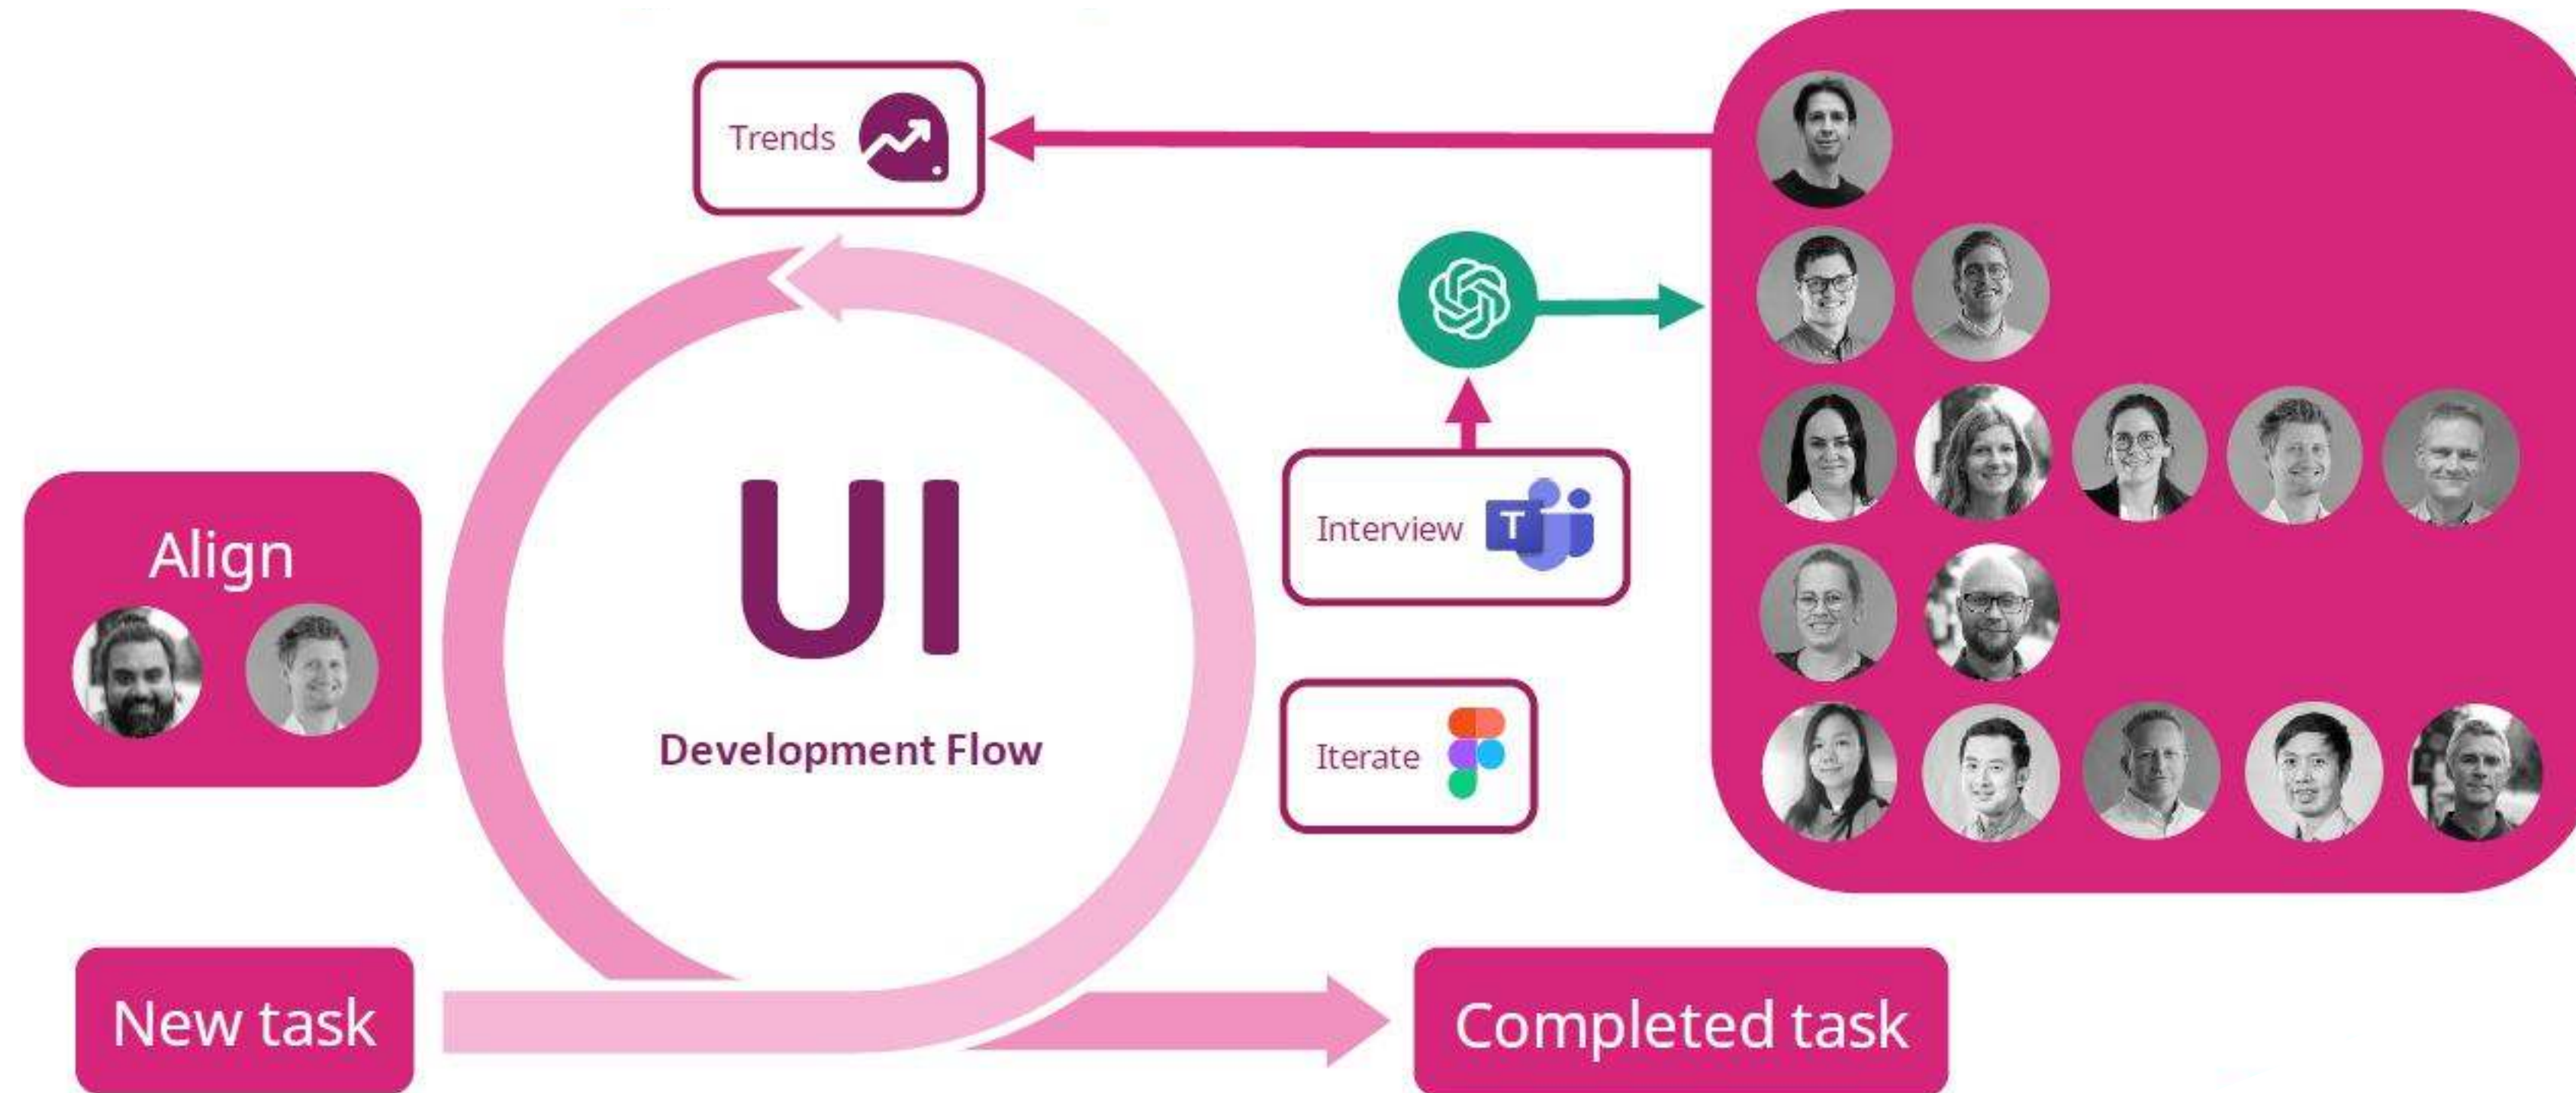 Trends
Interview
T
Align
UI
Development Flow
Iterate
New task
Completed task